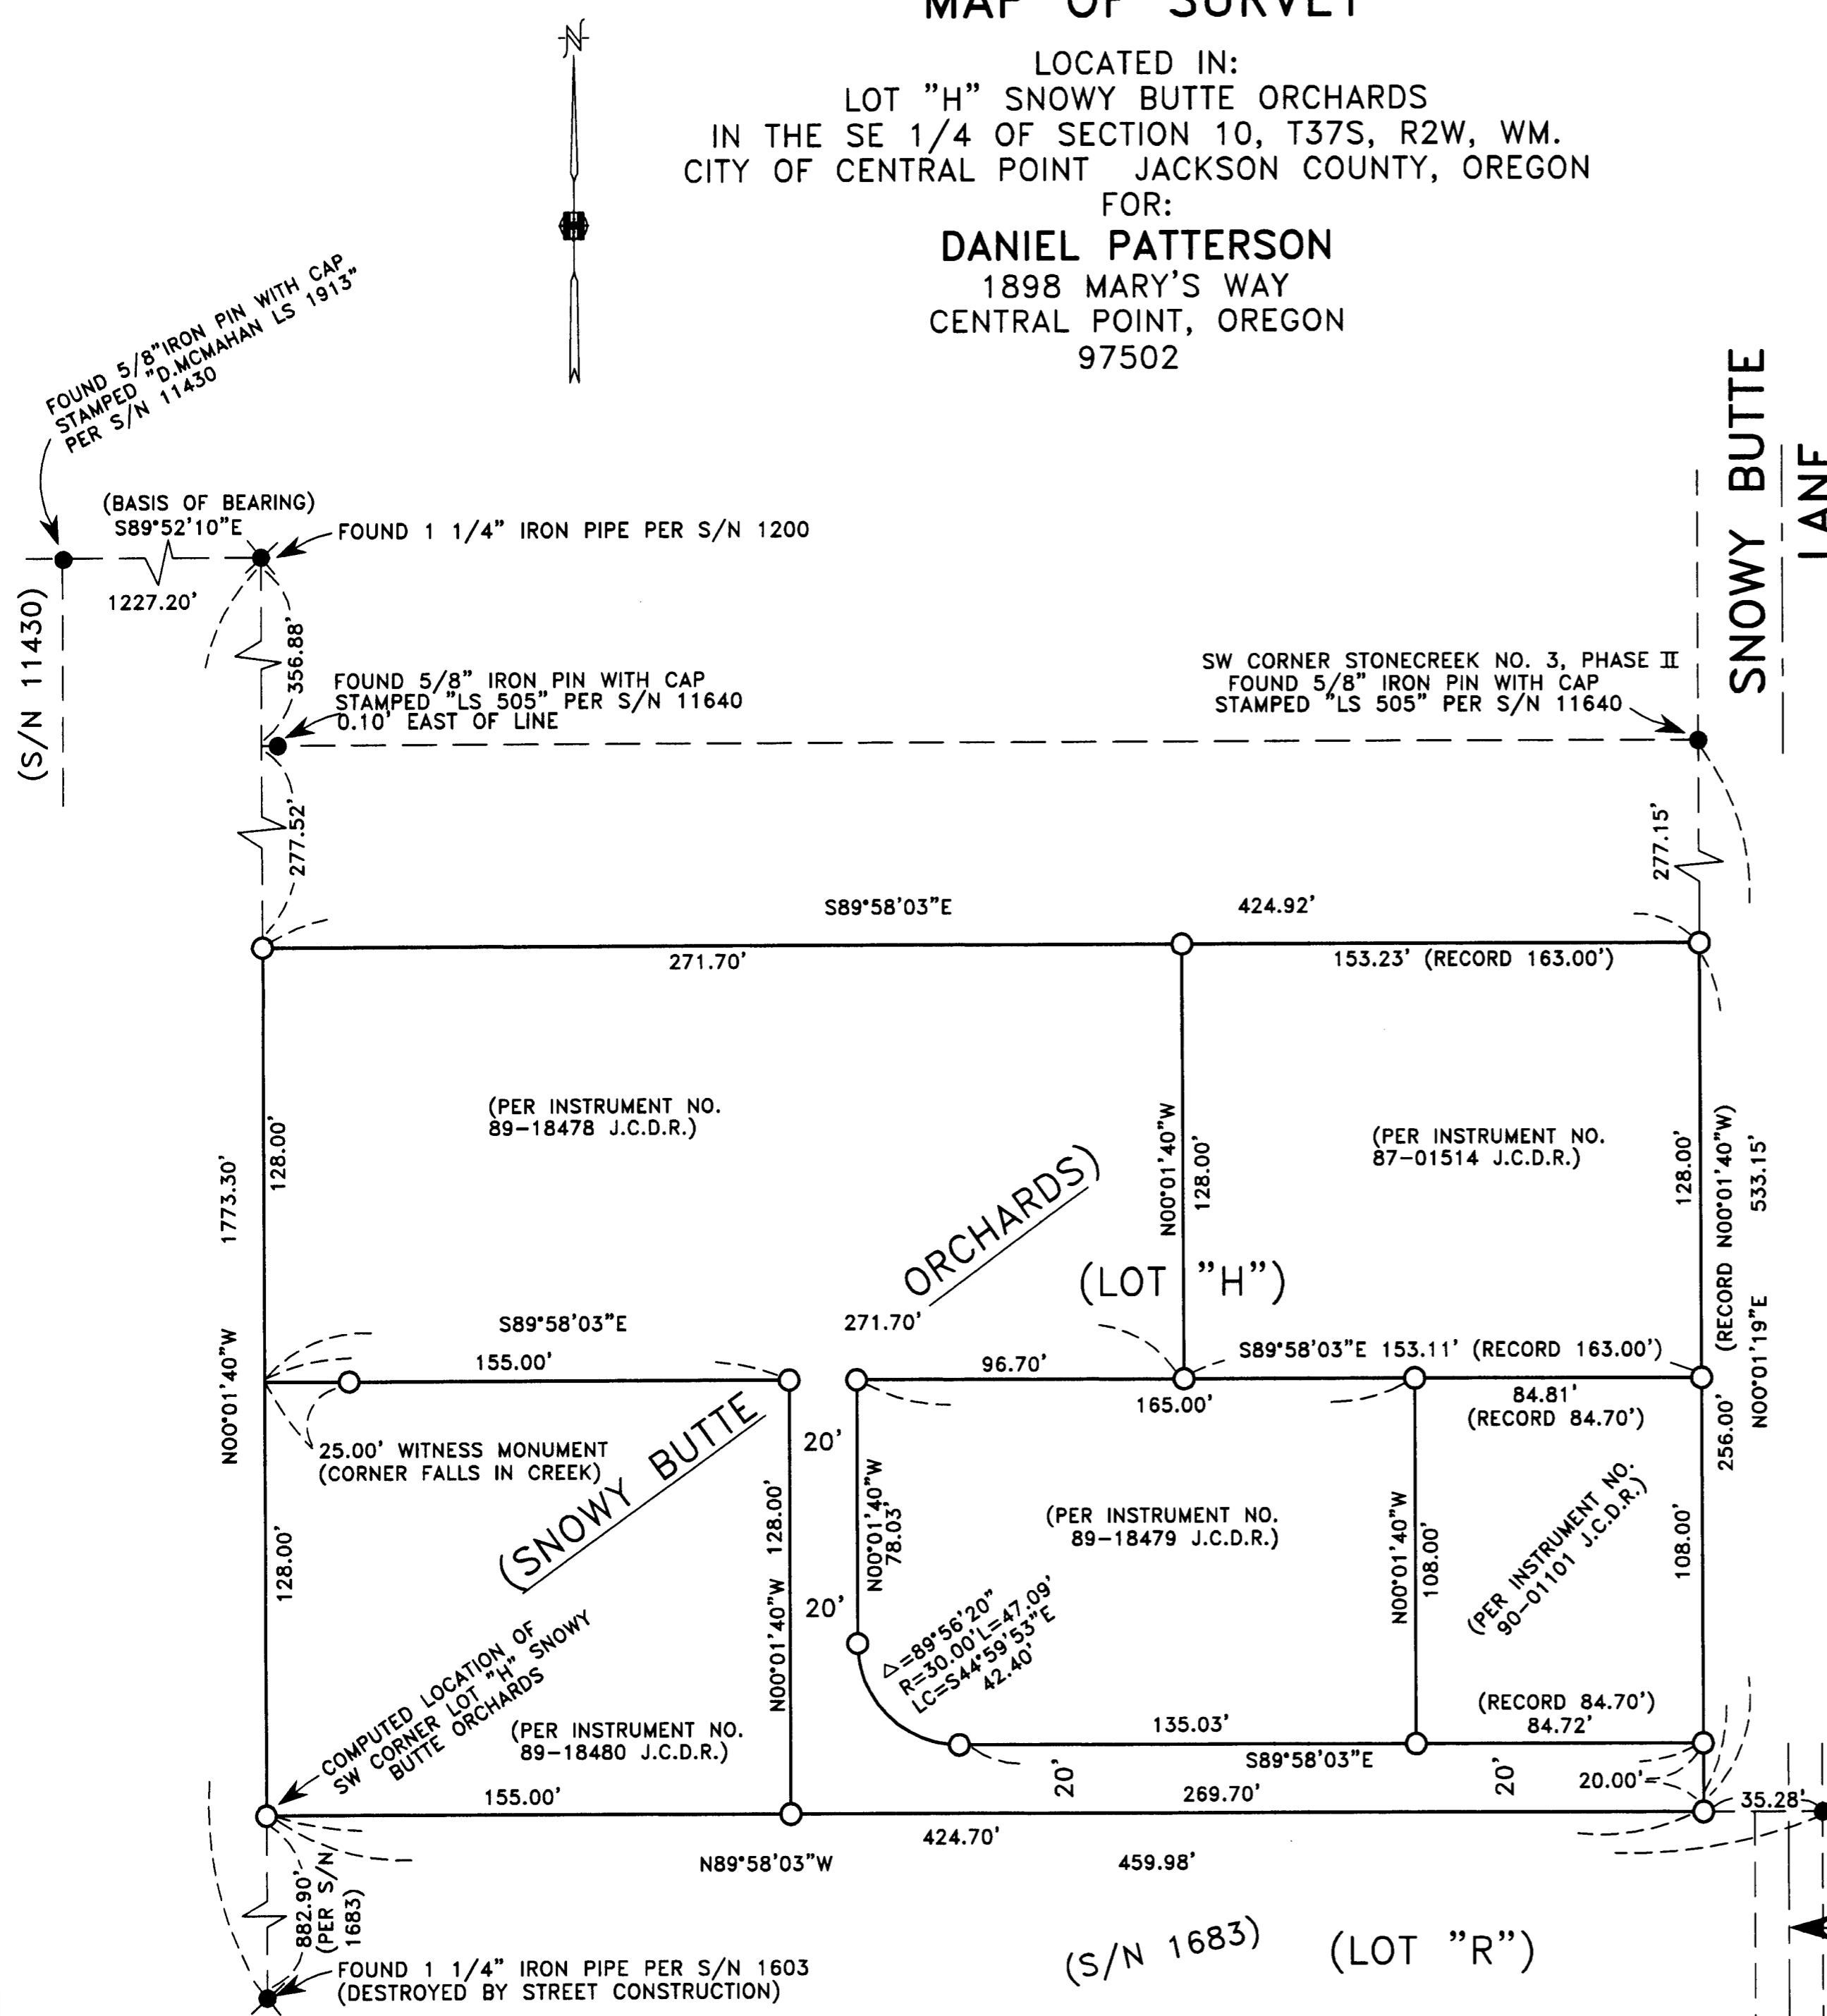 MAP OF SURVEY
LOCATED IN:
LOT "H" SNOWY BUTTE ORCHARDS
IN THE SE 1/4 OF SECTION 10, T37S, R2W, WM.
CITY OF CENTRAL POINT JACKSON COUNTY, OREGON
FOR:
DANIEL PATTERSON
1898 MARY'S WAY
CENTRAL POINT, OREGON
97502
N
FOUND 5/8"IRON PIN WITH CAP
STAMPED "D.MCMAHAN LS 1913"
PER S/N 11430
(BASIS OF BEARING)
S89°52'10"E
1227.20'
(S/N 11430)
FOUND 1 1/4" IRON PIPE PER S/N 1200
356.88'
FOUND 5/8" IRON PIN WITH CAP
STAMPED "LS 505" PER S/N 11640
0.10' EAST OF LINE
SW CORNER STONECREEK NO. 3, PHASE II
FOUND 5/8" IRON PIN WITH CAP
STAMPED "LS 505" PER S/N 11640
SNOWY BUTTE
LANE
277.52'
277.15'
S89°58'03"E 424.92'
271.70'
153.23' (RECORD 163.00')
(PER INSTRUMENT NO.
89-18478 J.C.D.R.)
(PER INSTRUMENT NO.
87-01514 J.C.D.R.)
N00°01'40"W 1773.30'
128.00'
N00°01'40"W
128.00'
128.00'
(RECORD N00°01'40"W)
N00°01'19"E 533.15'
256.00'
(SNOWY BUTTE
ORCHARDS)
(LOT "H")
S89°58'03"E 271.70'
155.00'
96.70'
S89°58'03"E 153.11' (RECORD 163.00')
165.00'
84.81'
(RECORD 84.70')
25.00' WITNESS MONUMENT
(CORNER FALLS IN CREEK)
20'
20'
128.00'
N00°01'40"W 128.00'
N00°01'40"W
78.03'
(PER INSTRUMENT NO.
89-18479 J.C.D.R.)
N00°01'40"W
108.00'
(PER INSTRUMENT NO.
90-01101 J.C.D.R.)
108.00'
△=89°56'20"
R=30.00'L=47.09'
LC=S44°59'53"E
42.40'
COMPUTED LOCATION OF
SW CORNER LOT "H" SNOWY
BUTTE ORCHARDS
(PER INSTRUMENT NO.
89-18480 J.C.D.R.)
135.03'
(RECORD 84.70')
84.72'
S89°58'03"E
20'
20'
20.00'
155.00'
269.70'
35.28'
424.70'
N89°58'03"W 459.98'
882.90'
(PER S/N
1683)
FOUND 1 1/4" IRON PIPE PER S/N 1603
(DESTROYED BY STREET CONSTRUCTION)
(S/N 1683) (LOT "R")